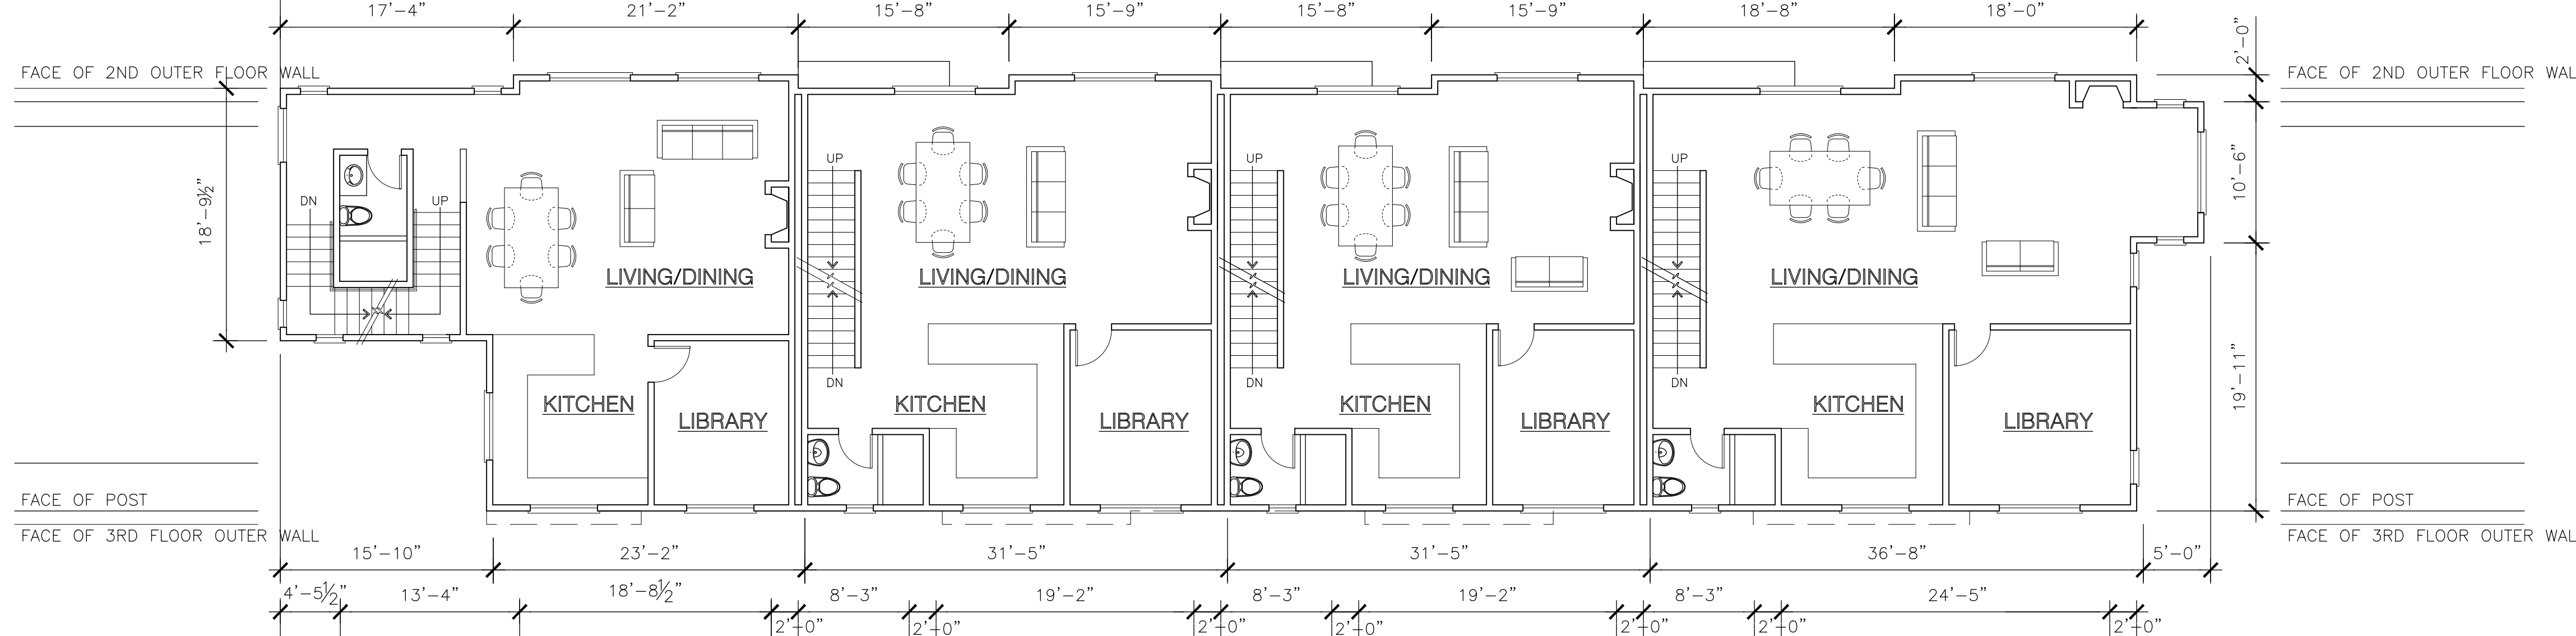 17'-4" 21'-2" 15'-8" 15'-9" 15'-8" 15'-9" 18'-8" 18'-0"
2'-0"
FACE OF 2ND OUTER FLOOR WALL
FACE OF 2ND OUTER FLOOR WAL
UP UP UP
18'-9½"
DN UP
10'-6"
LIVING/DINING LIVING/DINING LIVING/DINING LIVING/DINING
19'-11"
DN DN DN
KITCHEN KITCHEN KITCHEN KITCHEN
LIBRARY LIBRARY LIBRARY LIBRARY
FACE OF POST
FACE OF POST
FACE OF 3RD FLOOR OUTER WALL
FACE OF 3RD FLOOR OUTER WAL
15'-10" 23'-2" 31'-5" 31'-5" 36'-8" 5'-0"
4'-5½" 13'-4" 18'-8½" 8'-3" 19'-2" 8'-3" 19'-2" 8'-3" 24'-5"
2'-0" 2'-0" 2'-0" 2'-0" 2'-0" 2'-0" 2'-0"